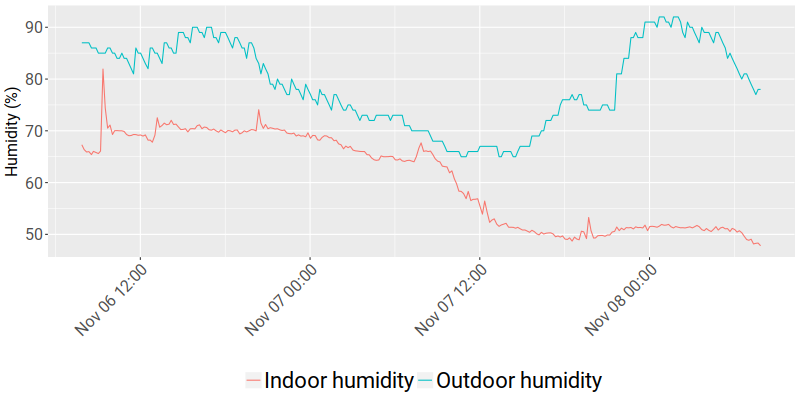 Humidity (%)
90
80
70
60
50
Nov 06 12:00
Nov 07 00:00
Nov 07 12:00
Nov 08 00:00
Indoor humidity
Outdoor humidity